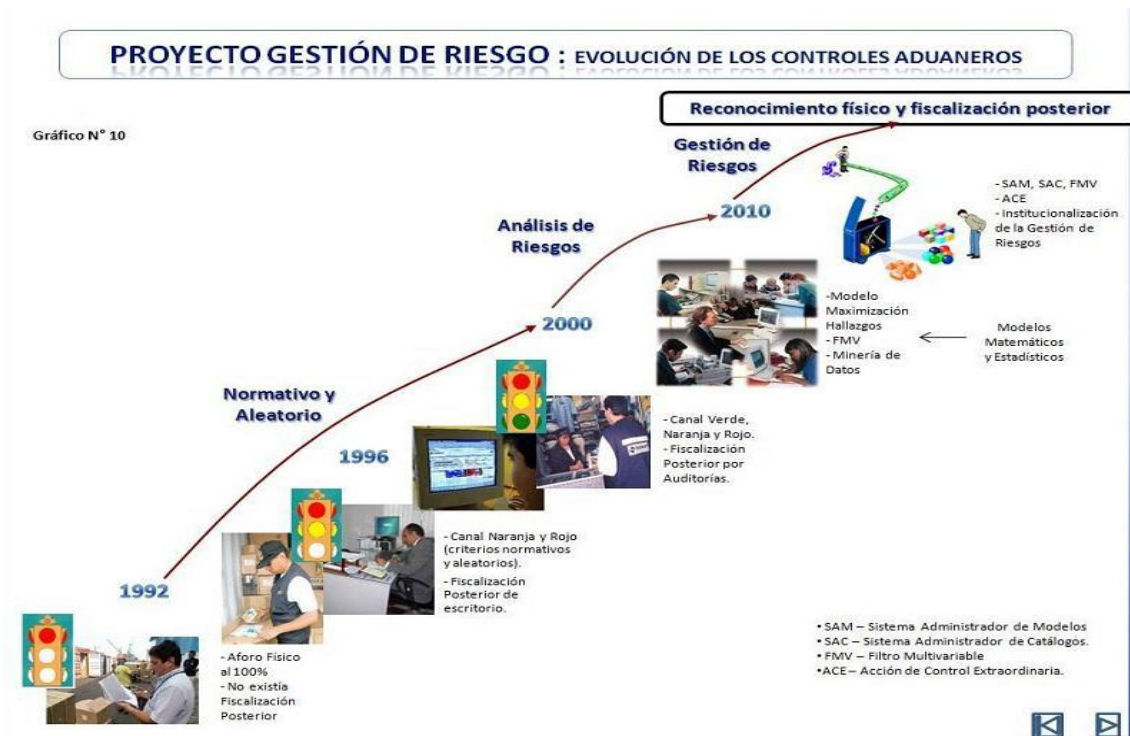 PROYECTO GESTIÓN DE RIESGO : EVOLUCIÓN DE LOS CONTROLES ADUANEROS
Reconocimiento físico y fiscalización posterior
Gráfico N° 10
Gestión de
Riesgos
- SAM, SAC, FMV
- ACE
- Institucionalización
de la Gestión de
Riesgos
2010
Análisis de
Riesgos
-Modelo
Maximización
Hallazgos
- FMV
- Minería de
Datos
Modelos
Matemáticos
y Estadísticos
2000
Normativo y
Aleatorio
- Canal Verde,
Naranja y Rojo.
- Fiscalización
Posterior por
Auditorías.
1996
- Canal Naranja y Rojo
(criterios normativos
y aleatorios).
- Fiscalización
Posterior de
escritorio.
1992
- Aforo Físico
al 100%
- No existía
Fiscalización
Posterior
• SAM – Sistema Administrador de Modelos
• SAC – Sistema Administrador de Catálogos.
• FMV – Filtro Multivariable
•ACE – Acción de Control Extraordinaria.